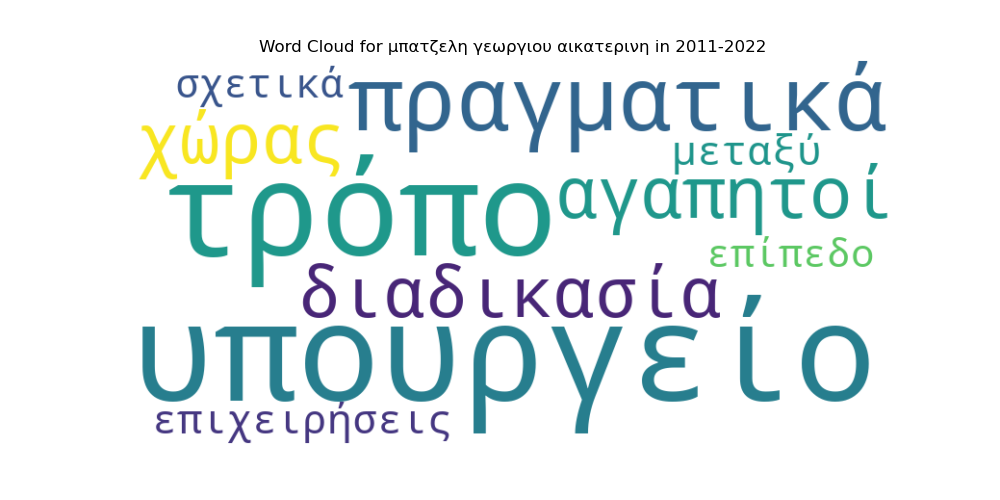 Word Cloud for μπατζελη γεωργιου αικατερινη in 2011-2022
σχετικά
πραγματικά
χώρας
μεταξύ
τρόπο
αγαπητοί
επίπεδο
διαδικασία
υπουργείο
επιχειρήσεις